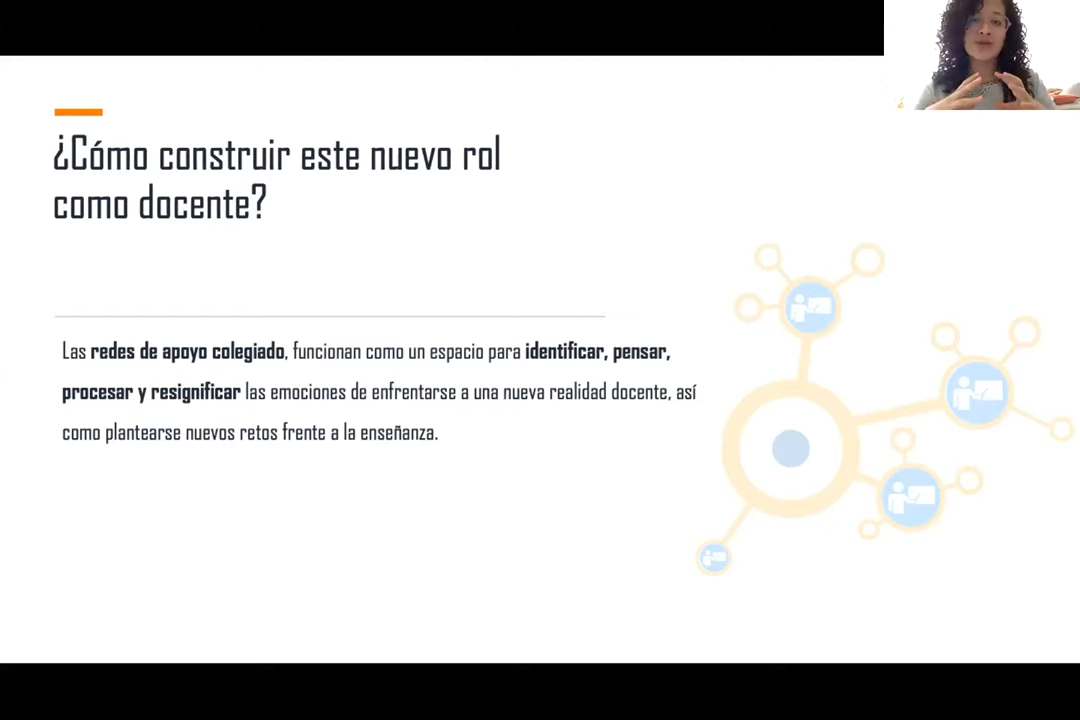 ¿Cómo construir este nuevo rol
como docente?
Las redes de apoyo colegiado, funcionan como un espacio para identificar, pensar,
procesar y resignificar las emociones de enfrentarse a una nueva realidad docente, así
como plantearse nuevos retos frente a la enseñanza.